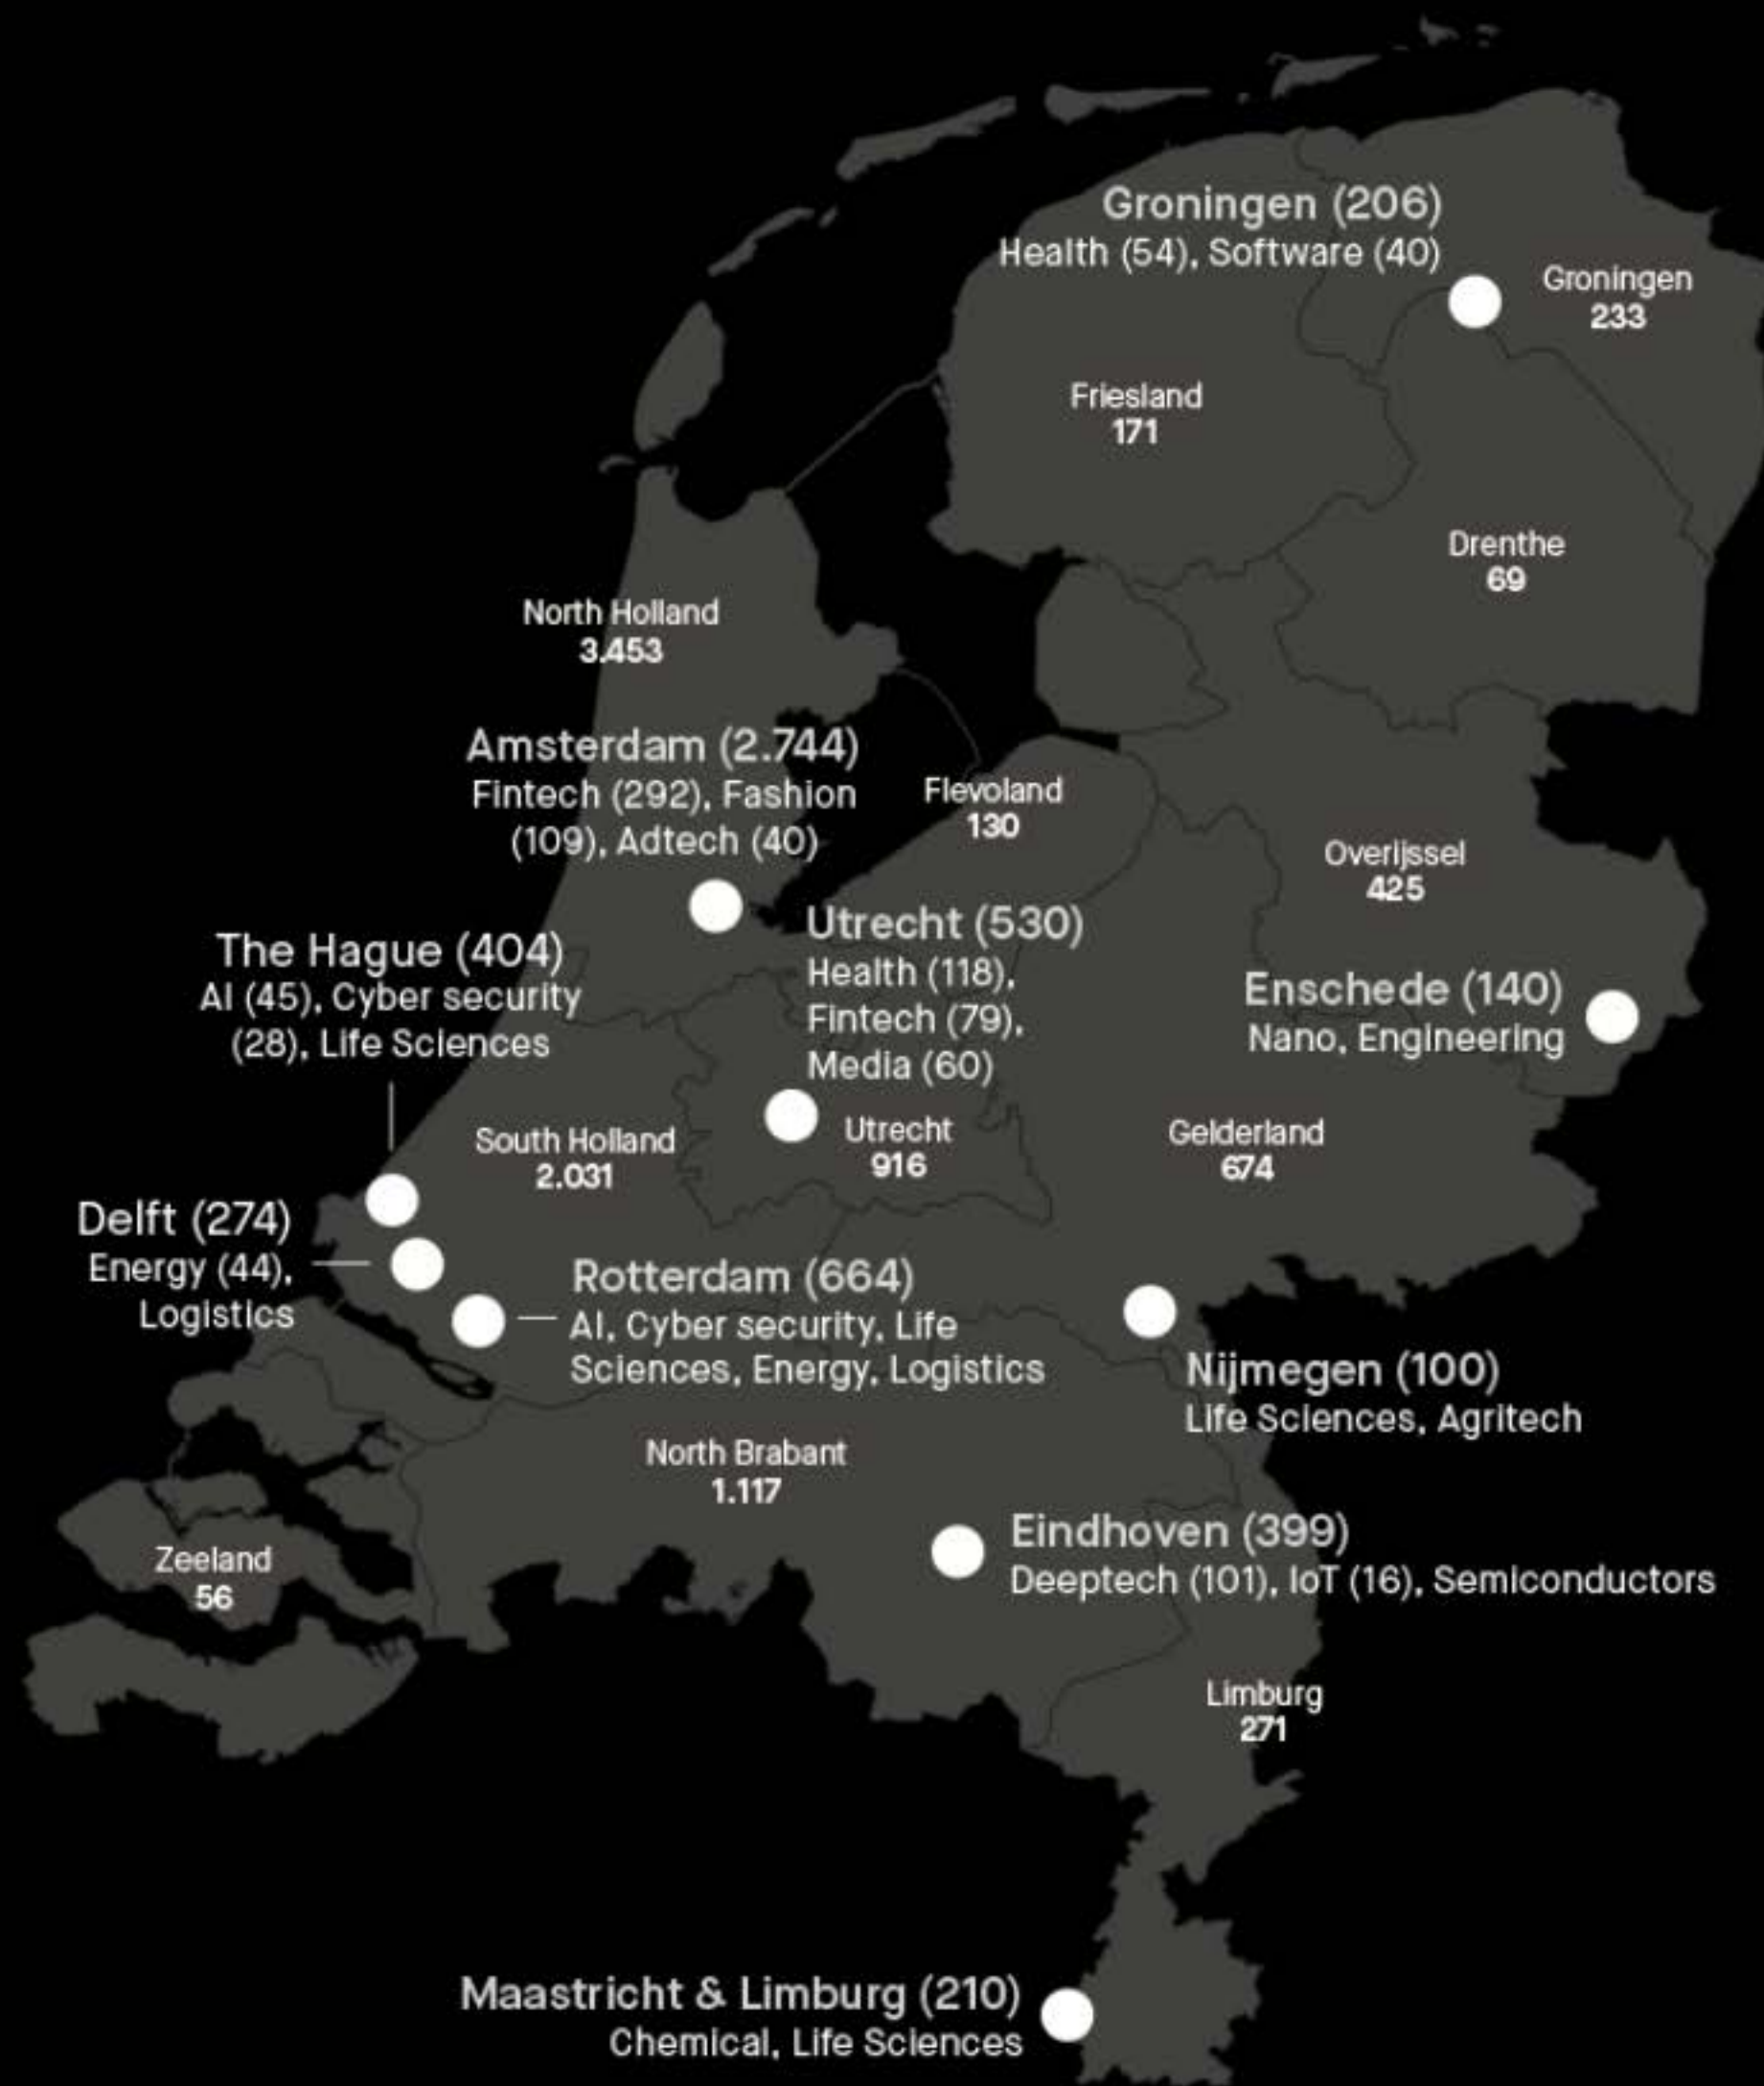 Groningen (206)
Health (54), Software (40)
Groningen
233
Friesland
171
Drenthe
69
North Holland
3.453
Amsterdam (2.744)
Fintech (292), Fashion
(109), Adtech (40)
Flevoland
130
Overijssel
425
Utrecht (530)
Health (118),
Fintech (79),
Media (60)
The Hague (404)
AI (45), Cyber security
(28), Life Sciences
Enschede (140)
Nano, Engineering
South Holland
2.031
Utrecht
916
Gelderland
674
Delft (274)
Energy (44),
Logistics
Rotterdam (664)
AI, Cyber security, Life
Sciences, Energy, Logistics
Nijmegen (100)
Life Sciences, Agritech
North Brabant
1.117
Eindhoven (399)
Deeptech (101), IoT (16), Semiconductors
Zeeland
56
Limburg
271
Maastricht & Limburg (210)
Chemical, Life Sciences